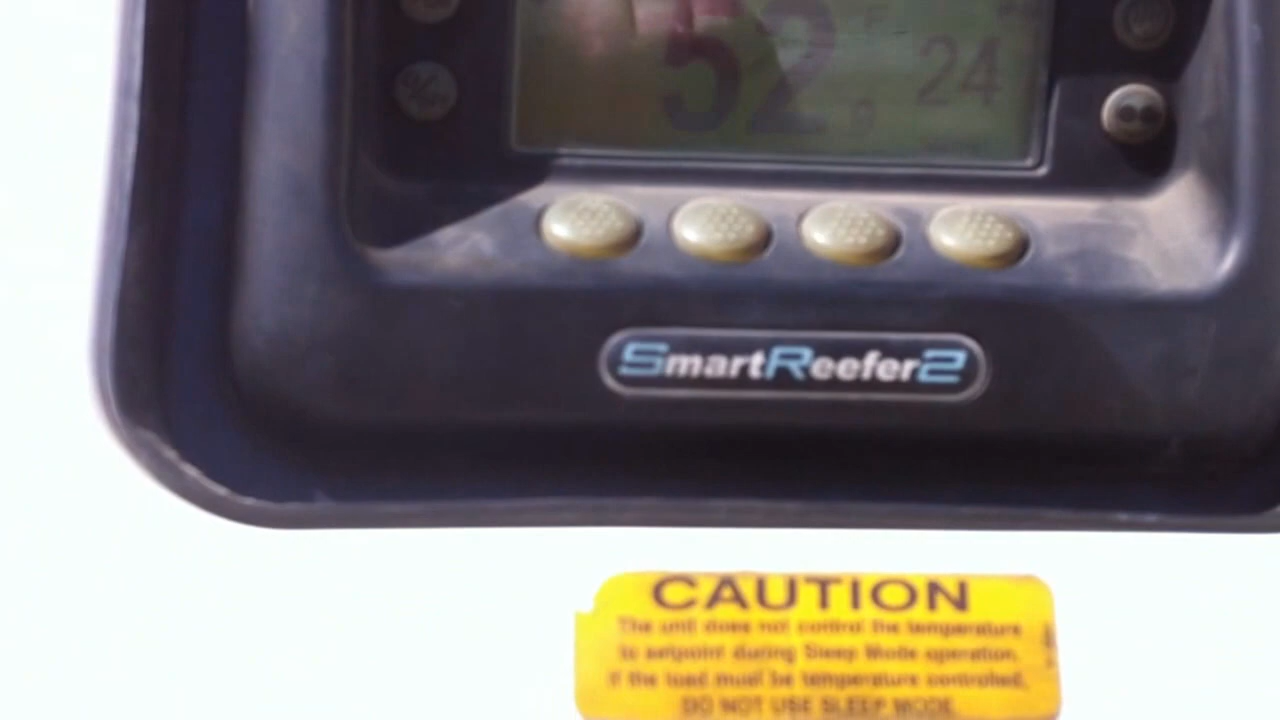 52 F 24
SmartReefer2
CAUTION
The unit does not control the temperature
to setpoint during Sleep Mode operation.
If the load must be temperature controlled,
DO NOT USE SLEEP MODE.